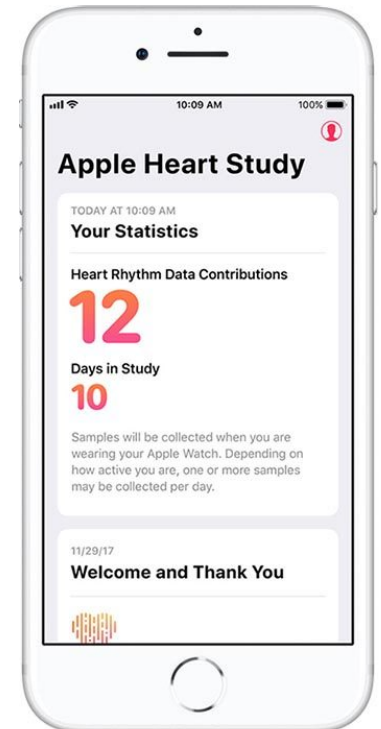 10:09 AM 100%
Apple Heart Study
TODAY AT 10:09 AM
Your Statistics
Heart Rhythm Data Contributions
12
Days in Study
10
Samples will be collected when you are
wearing your Apple Watch. Depending on
how active you are, one or more samples
may be collected per day.
11/29/17
Welcome and Thank You